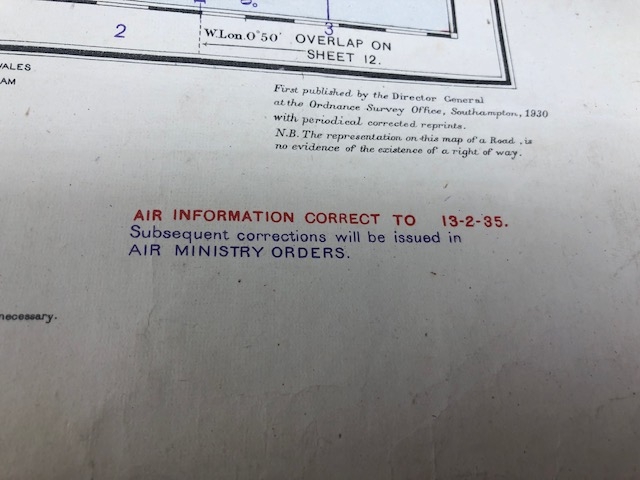 2
3
W.Lon.0°50' OVERLAP ON
SHEET 12.
WALES
AM
First published by the Director General
at the Ordnance Survey Office, Southampton, 1930
with periodical corrected reprints.
N.B. The representation on this map of a Road, is
no evidence of the existence of a right of way.
AIR INFORMATION CORRECT TO 13-2-35.
Subsequent corrections will be issued in
AIR MINISTRY ORDERS.
necessary.